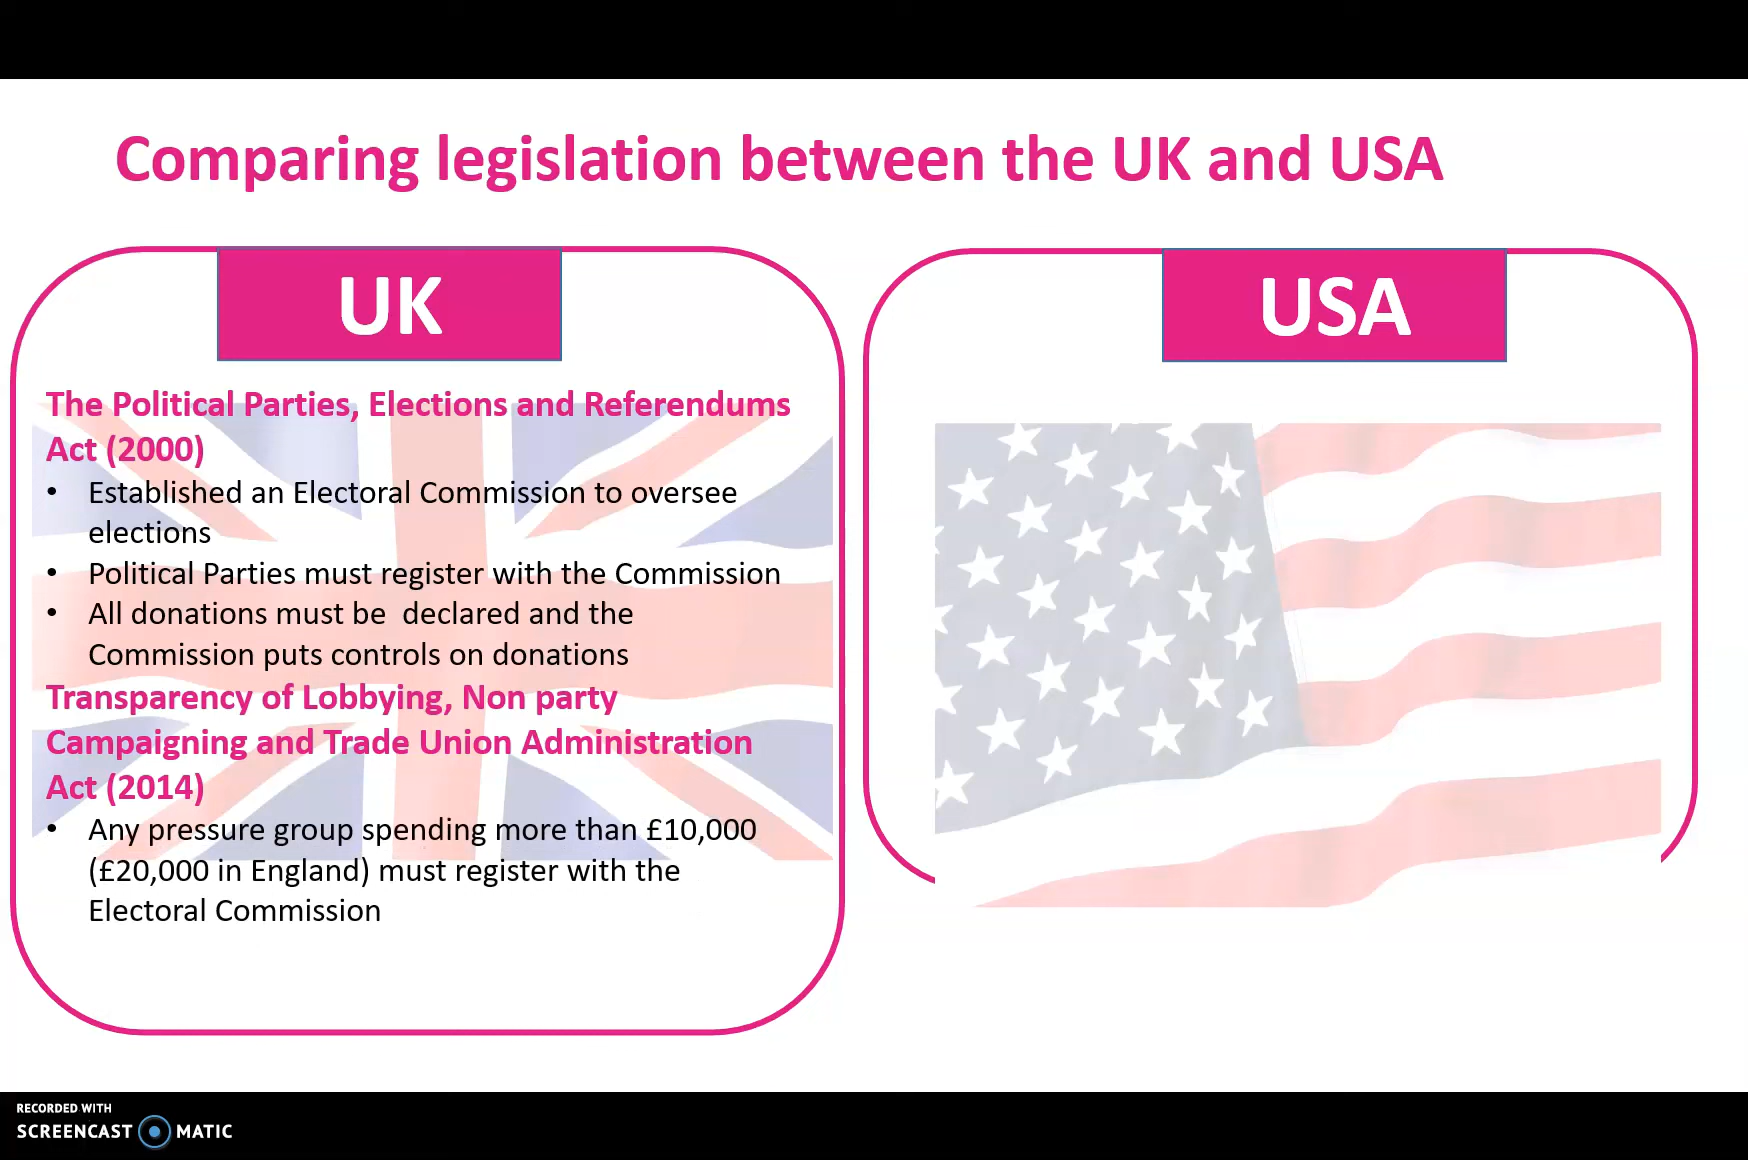 Comparing legislation between the UK and USA
UK
The Political Parties, Elections and Referendums
Act (2000)
• Established an Electoral Commission to oversee
elections
• Political Parties must register with the Commission
• All donations must be  declared and the
Commission puts controls on donations
Transparency of Lobbying, Non party
Campaigning and Trade Union Administration
Act (2014)
• Any pressure group spending more than £10,000
(£20,000 in England) must register with the
Electoral Commission
USA
RECORDED WITH
SCREENCAST MATIC